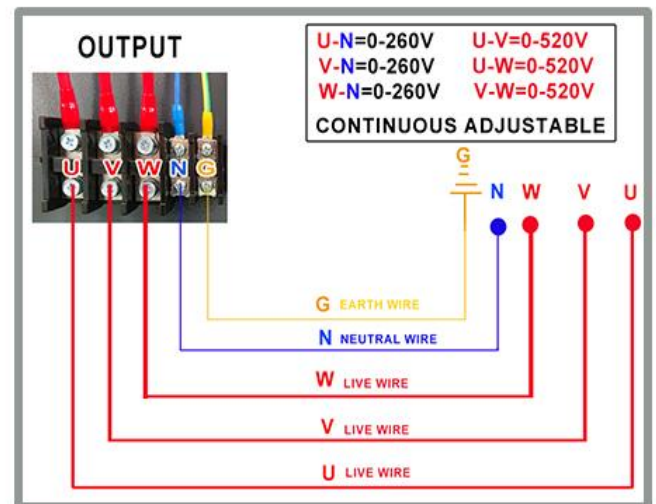 OUTPUT
U-N=0-260V U-V=0-520V
V-N=0-260V U-W=0-520V
W-N=0-260V V-W=0-520V
CONTINUOUS ADJUSTABLE
U V W N G
G
N W V U
G EARTH WIRE
N NEUTRAL WIRE
W LIVE WIRE
V LIVE WIRE
U LIVE WIRE